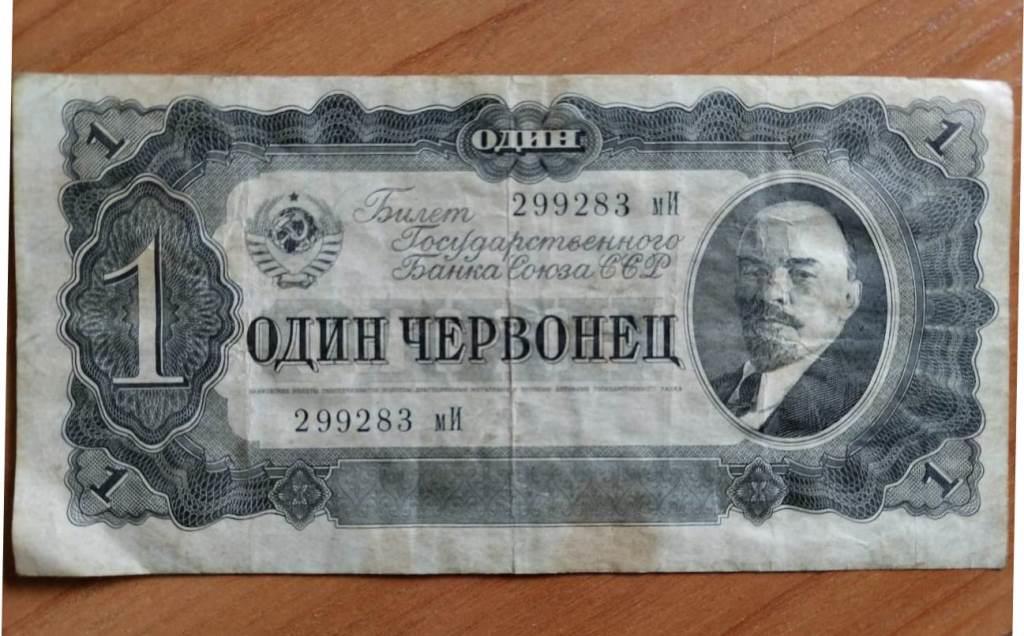 1
ОДИН
1
Билет
299283 мИ
Государственного
Банка Союза ССР
1
ОДИН ЧЕРВОНЕЦ
299283 мИ
1
1